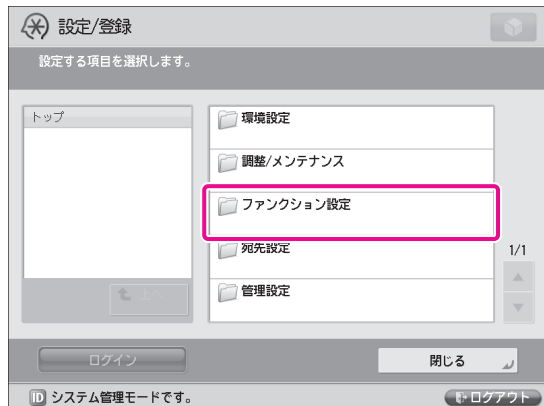 設定/登録
設定する項目を選択します。
トップ
環境設定
調整/メンテナンス
ファンクション設定
宛先設定
管理設定
1/1
上へ
ログイン
閉じる
ID システム管理モードです。
ログアウト